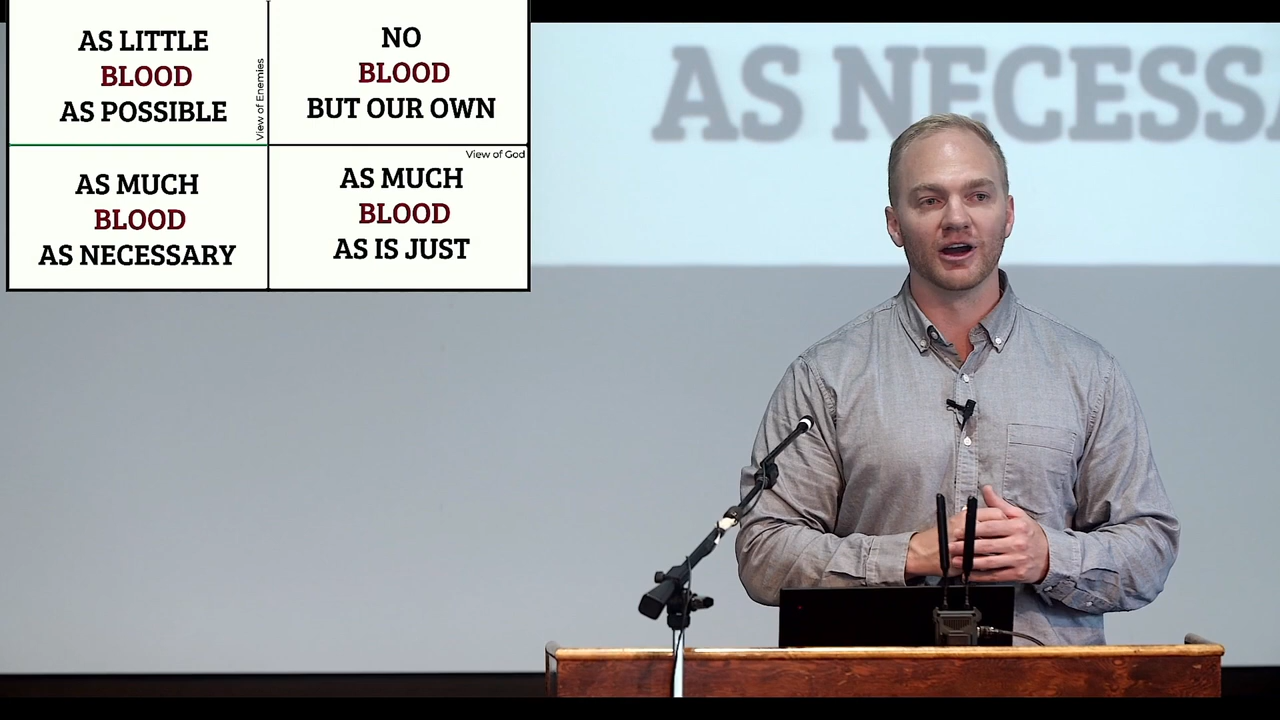 AS LITTLE
BLOOD
AS POSSIBLE
View of Enemies
NO
BLOOD
BUT OUR OWN
View of God
AS MUCH
BLOOD
AS NECESSARY
AS MUCH
BLOOD
AS IS JUST
AS NECESSA